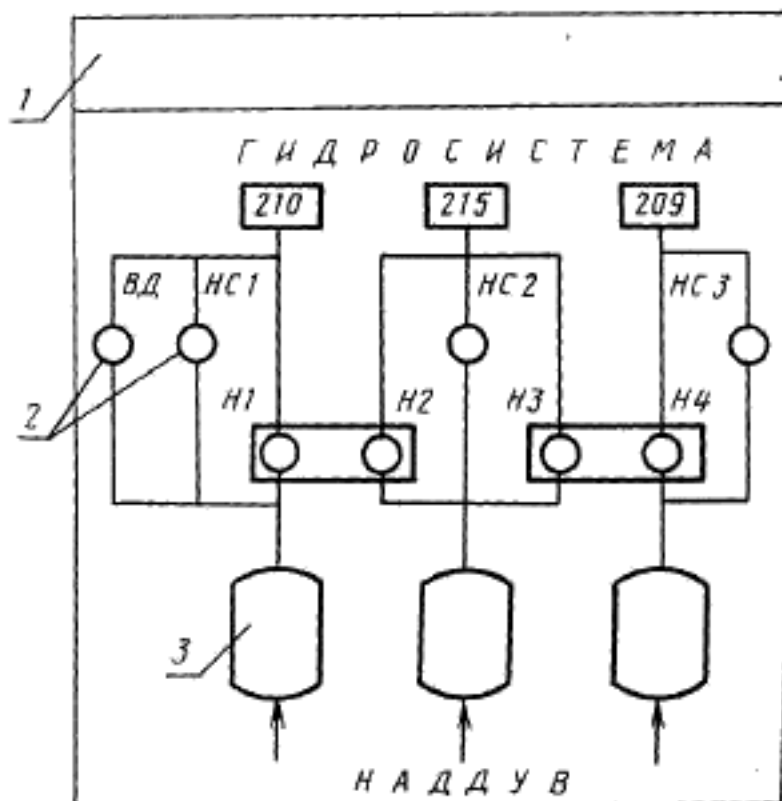 1
ГИДРОСИСТЕМА
210 215 209
ВД НС1 НС2 НС3
2 Н1 Н2 Н3 Н4
3
НАДДУВ